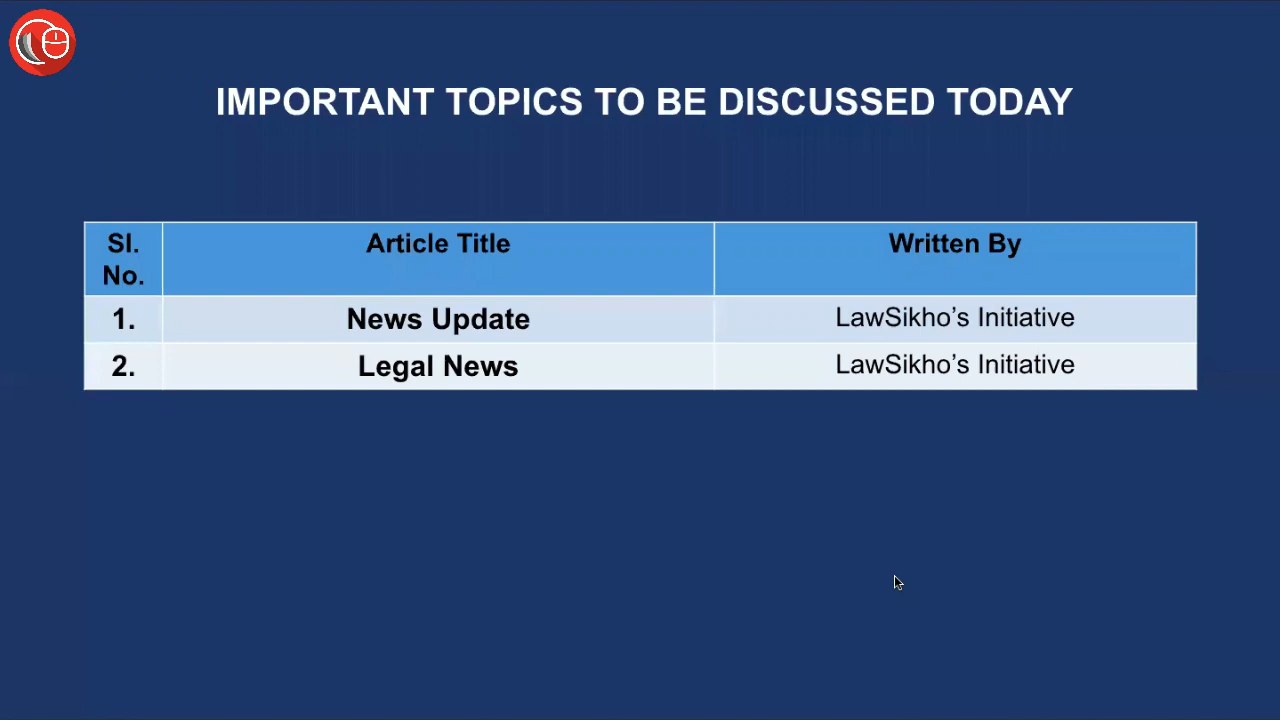 IMPORTANT TOPICS TO BE DISCUSSED TODAY
Sl. No. Article Title Written By
1. News Update LawSikho’s Initiative
2. Legal News LawSikho’s Initiative